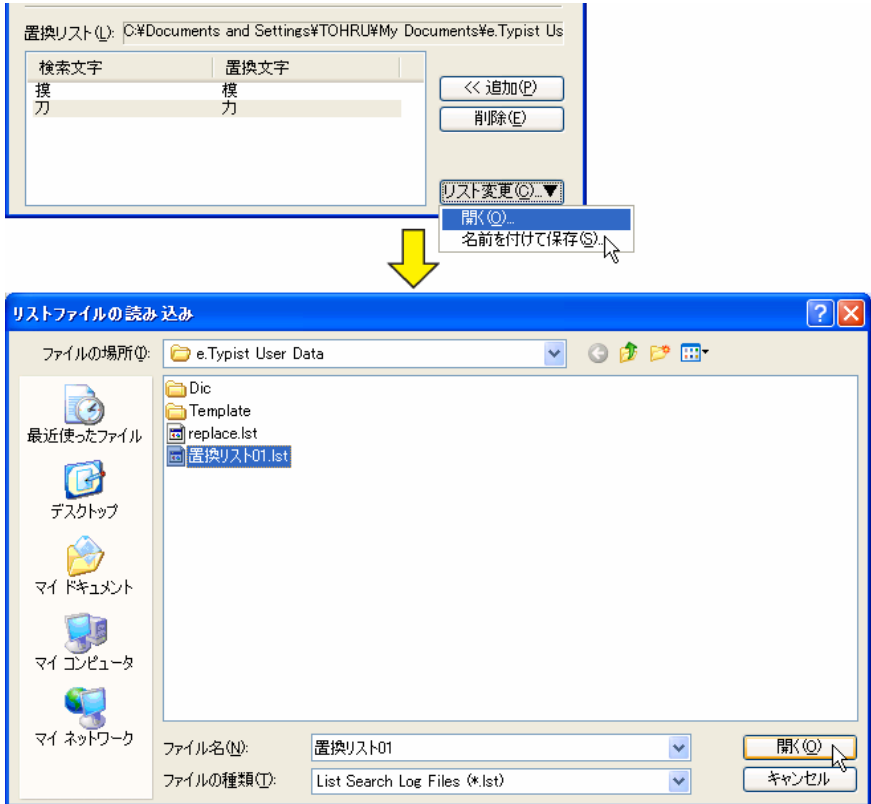 置換リスト(L): C:¥Documents and Settings¥TOHRU¥My Documents¥e.Typist Us
検索文字 置換文字
摸 模
刀 力
<< 追加(P)
削除(E)
リスト変更(C)...▼
開く(O)...
名前を付けて保存(S)...
リストファイルの読み込み
ファイルの場所(I): e.Typist User Data
最近使ったファイル
デスクトップ
マイ ドキュメント
マイ コンピュータ
マイ ネットワーク
Dic
Template
replace.lst
置換リスト01.lst
ファイル名(N): 置換リスト01 開く(O)
ファイルの種類(T): List Search Log Files (*.lst) キャンセル